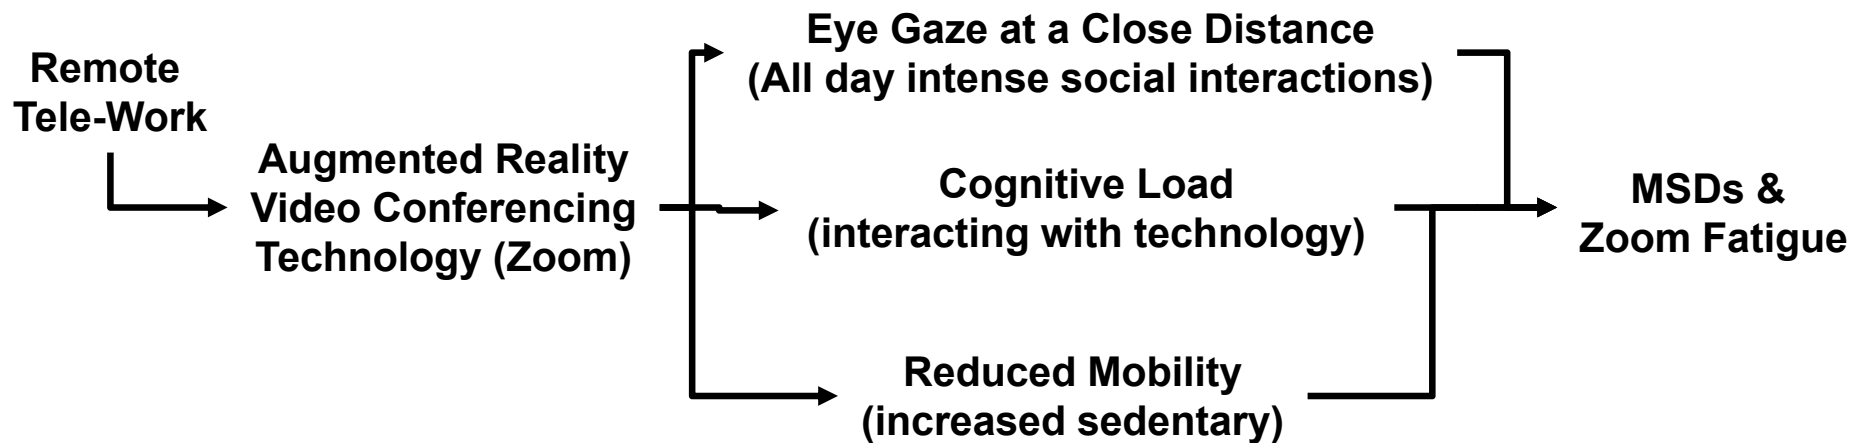 Remote
Tele-Work
Augmented Reality
Video Conferencing
Technology (Zoom)
Eye Gaze at a Close Distance
(All day intense social interactions)
Cognitive Load
(interacting with technology)
Reduced Mobility
(increased sedentary)
MSDs &
Zoom Fatigue